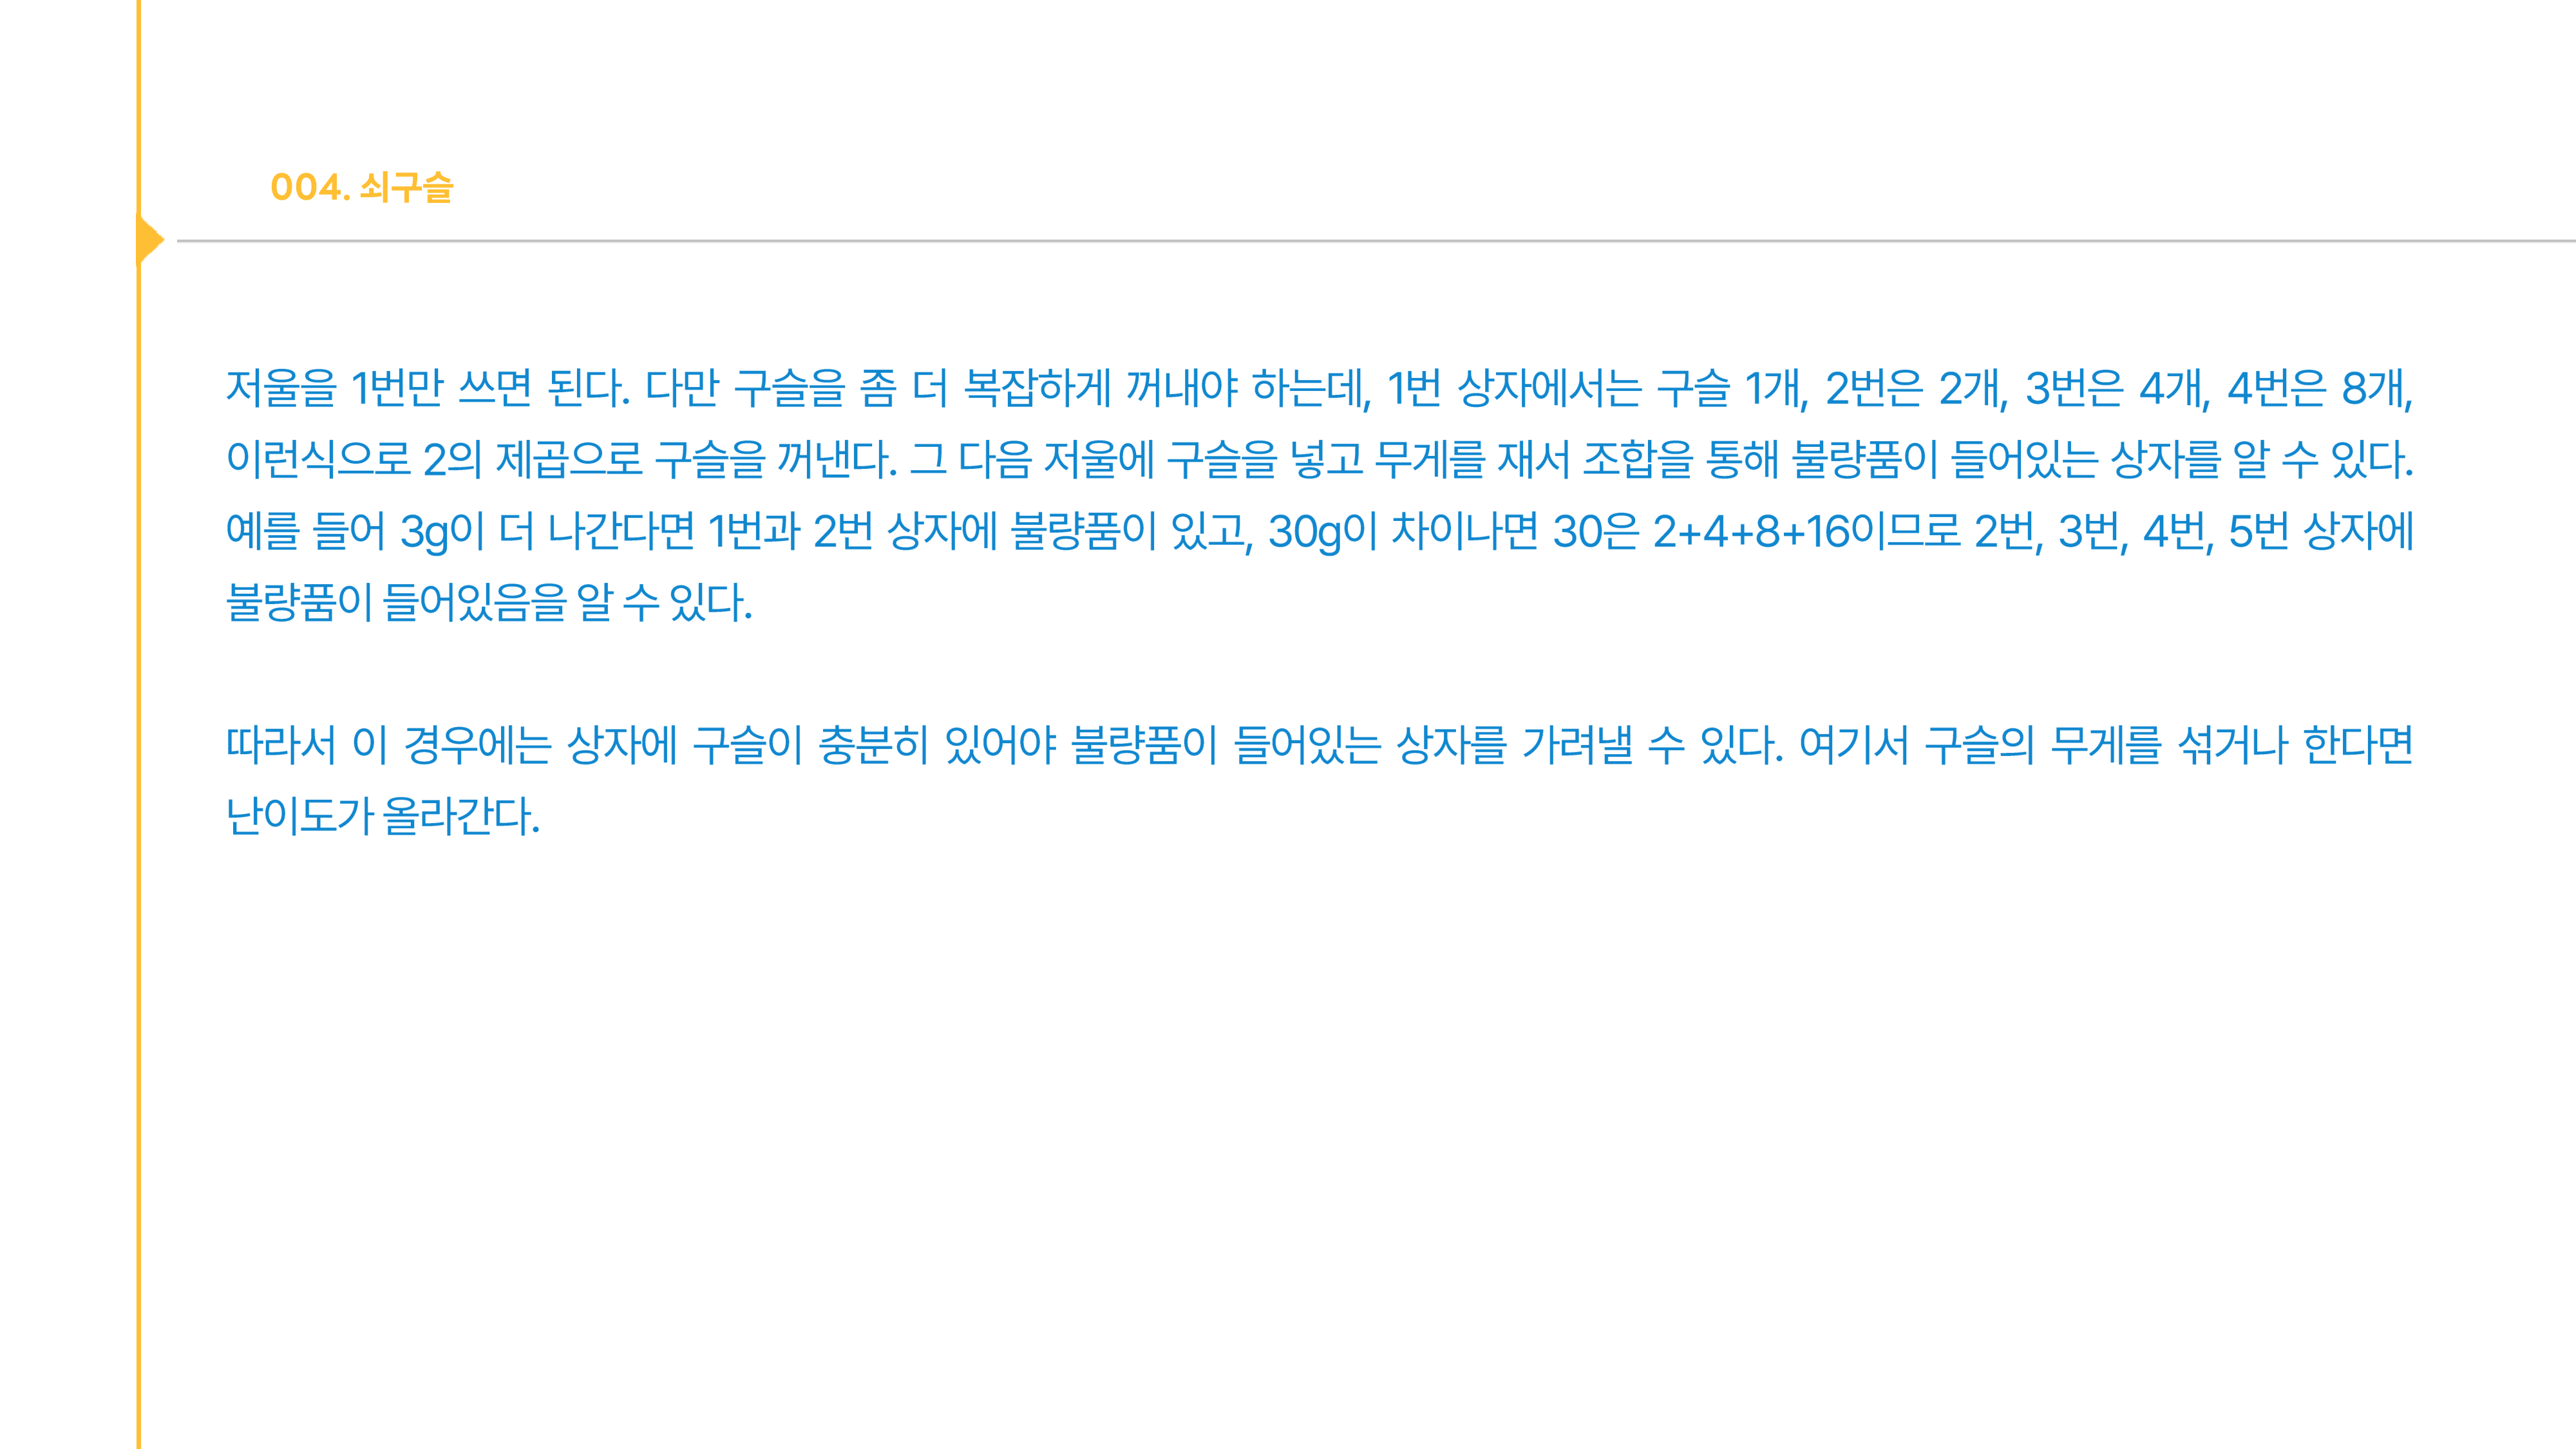 004. 쇠구슬
저울을 1번만 쓰면 된다. 다만 구슬을 좀 더 복잡하게 꺼내야 하는데, 1번 상자에서는 구슬 1개, 2번은 2개, 3번은 4개, 4번은 8개,
이런식으로 2의 제곱으로 구슬을 꺼낸다. 그 다음 저울에 구슬을 넣고 무게를 재서 조합을 통해 불량품이 들어있는 상자를 알 수 있다.
예를 들어 3g이 더 나간다면 1번과 2번 상자에 불량품이 있고, 30g이 차이나면 30은 2+4+8+16이므로 2번, 3번, 4번, 5번 상자에
불량품이 들어있음을 알 수 있다.
따라서 이 경우에는 상자에 구슬이 충분히 있어야 불량품이 들어있는 상자를 가려낼 수 있다. 여기서 구슬의 무게를 섞거나 한다면
난이도가 올라간다.